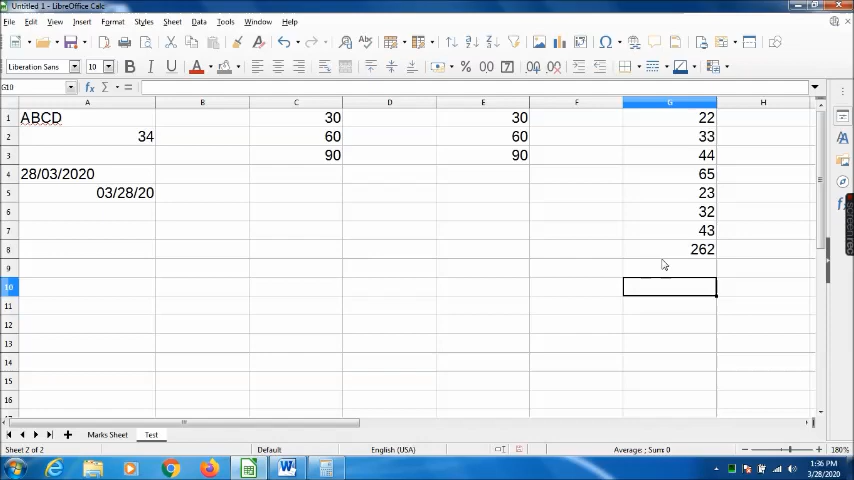 Untitled 1 - LibreOffice Calc
File Edit View Insert Format Styles Sheet Data Tools Window Help
Liberation Sans 10 B I U A % 0.0
G10
A B C D E F G H
1 ABCD 30 30 22
2 34 60 60 33
3 90 90 44
4 28/03/2020 65
5 03/28/20 23
6 32
7 43
8 262
9
10
11
12
13
14
15
16
Marks Sheet Test
Sheet 2 of 2 Default English (USA) Average: ; Sum: 0 180%
1:36 PM
3/28/2020
screenrec